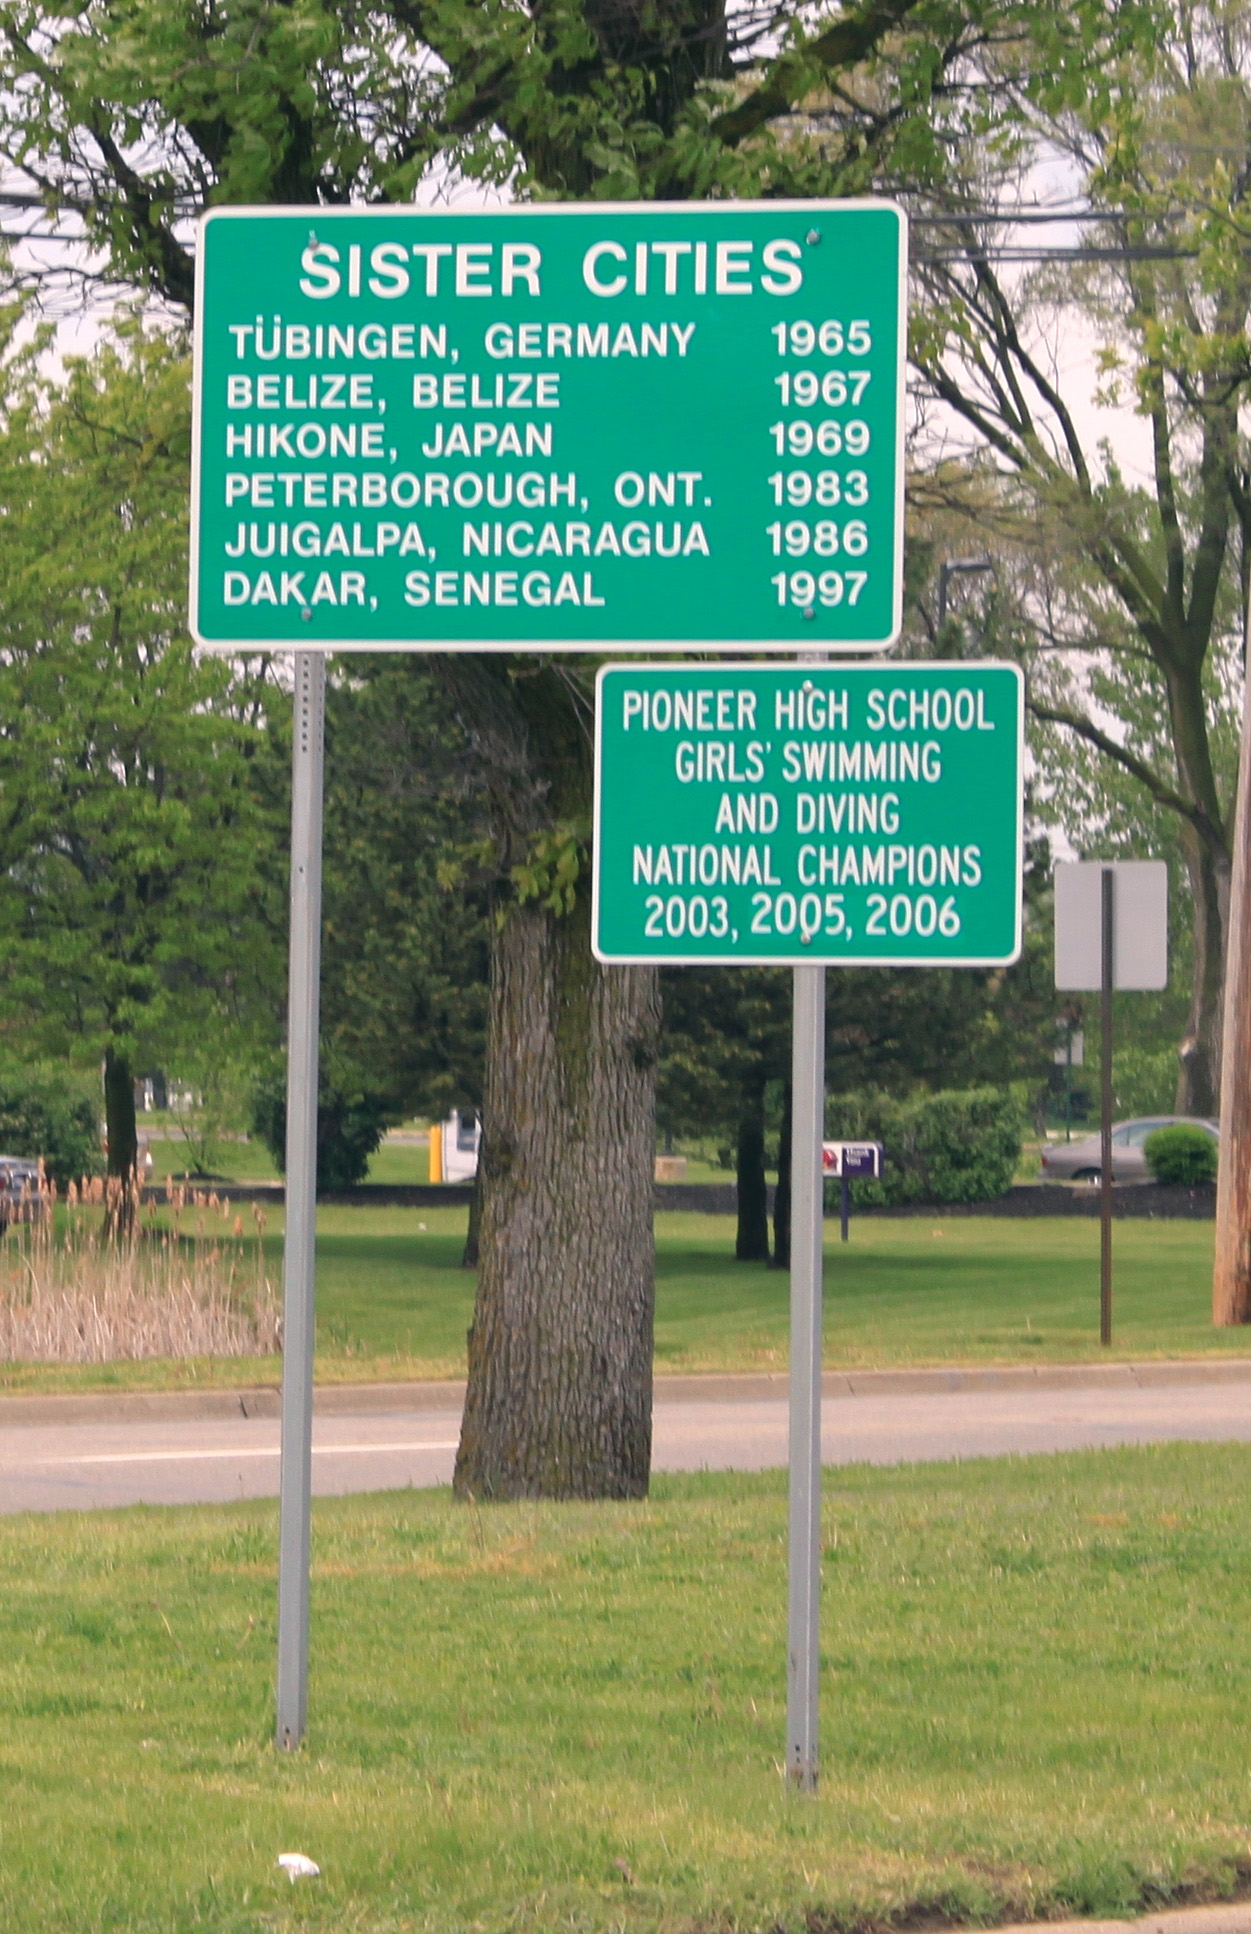 SISTER CITIES
TÜBINGEN, GERMANY 1965
BELIZE, BELIZE 1967
HIKONE, JAPAN 1969
PETERBOROUGH, ONT. 1983
JUIGALPA, NICARAGUA 1986
DAKAR, SENEGAL 1997
PIONEER HIGH SCHOOL
GIRLS' SWIMMING
AND DIVING
NATIONAL CHAMPIONS
2003, 2005, 2006